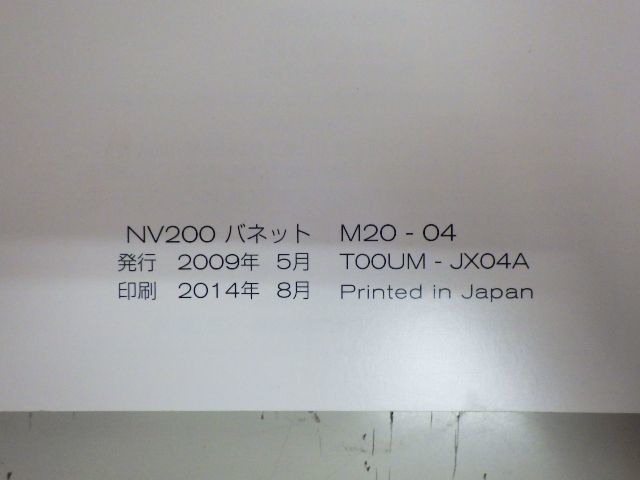 NV200 バネット M20 - 04
発行 2009年 5月 T00UM - JX04A
印刷 2014年 8月 Printed in Japan